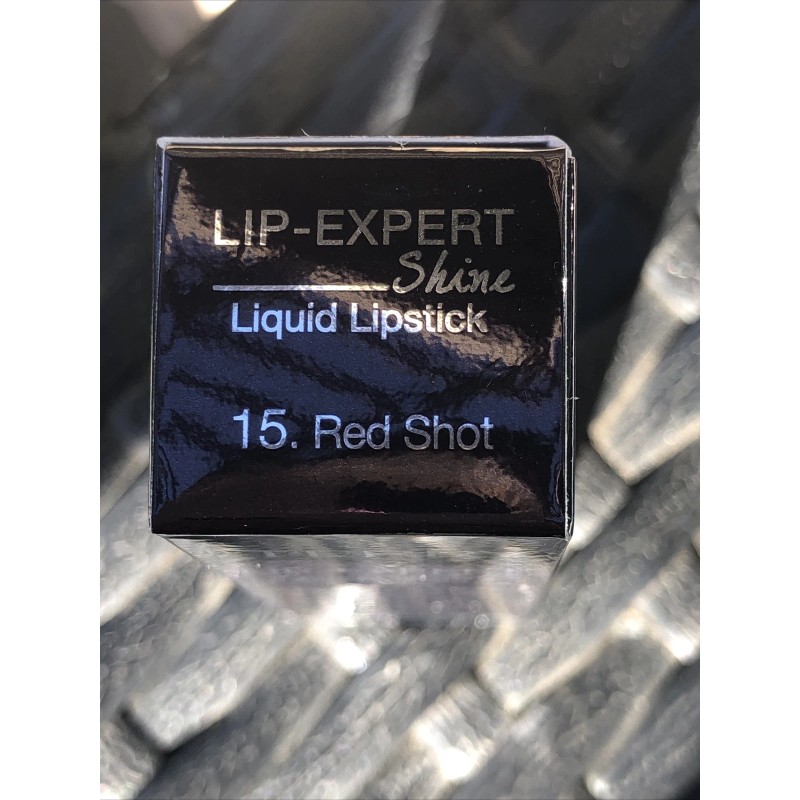 LIP-EXPERT
Shine
Liquid Lipstick
15. Red Shot